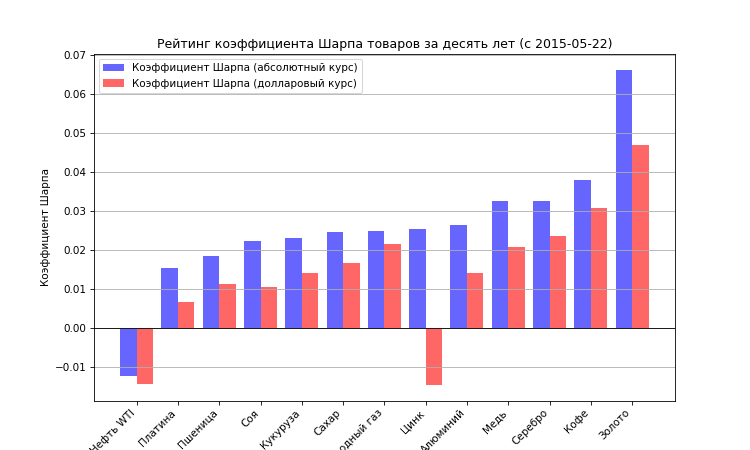 Рейтинг коэффициента Шарпа товаров за десять лет (с 2015-05-22)
Коэффициент Шарпа (абсолютный курс)
Коэффициент Шарпа (долларовый курс)
Коэффициент Шарпа
0.07
0.06
0.05
0.04
0.03
0.02
0.01
0.00
−0.01
Нефть WTI
Платина
Пшеница
Соя
Кукуруза
Сахар
газ
Цинк
Алюминий
Медь
Серебро
Кофе
Золото